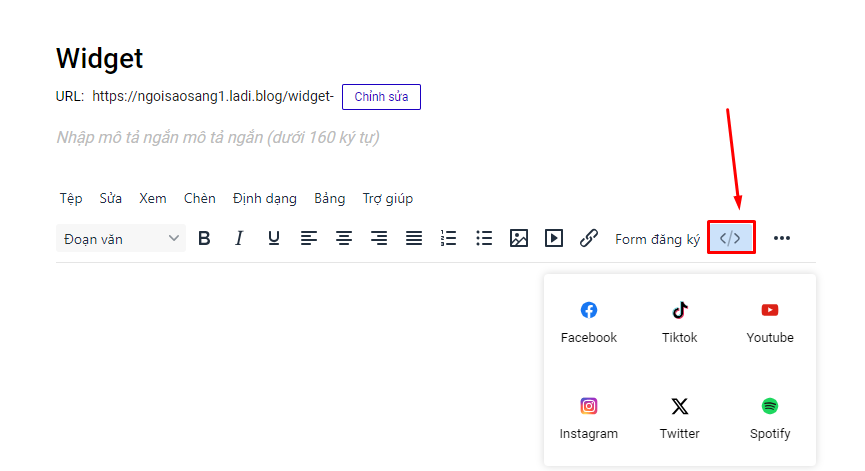 Widget
URL: https://ngoisaosang1.ladi.blog/widget- Chỉnh sửa
Nhập mô tả ngắn mô tả ngắn (dưới 160 ký tự)
Tệp Sửa Xem Chèn Định dạng Bảng Trợ giúp
Đoạn văn B I U Form đăng ký </> •••
Facebook Tiktok Youtube
Instagram Twitter Spotify